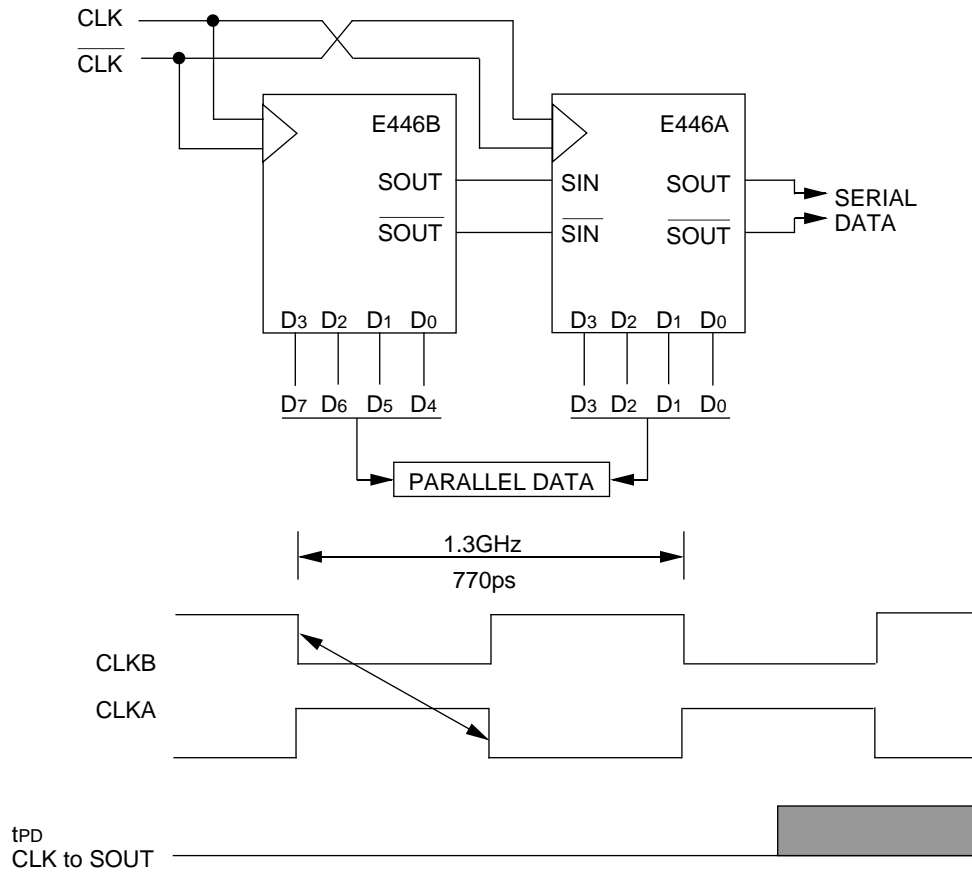 CLK
CLK
E446B
E446A
SOUT
SIN
SOUT
SERIAL
DATA
SOUT
SIN
SOUT
D3 D2 D1 D0
D3 D2 D1 D0
D7 D6 D5 D4
D3 D2 D1 D0
PARALLEL DATA
1.3GHz
770ps
CLKB
CLKA
tPD
CLK to SOUT